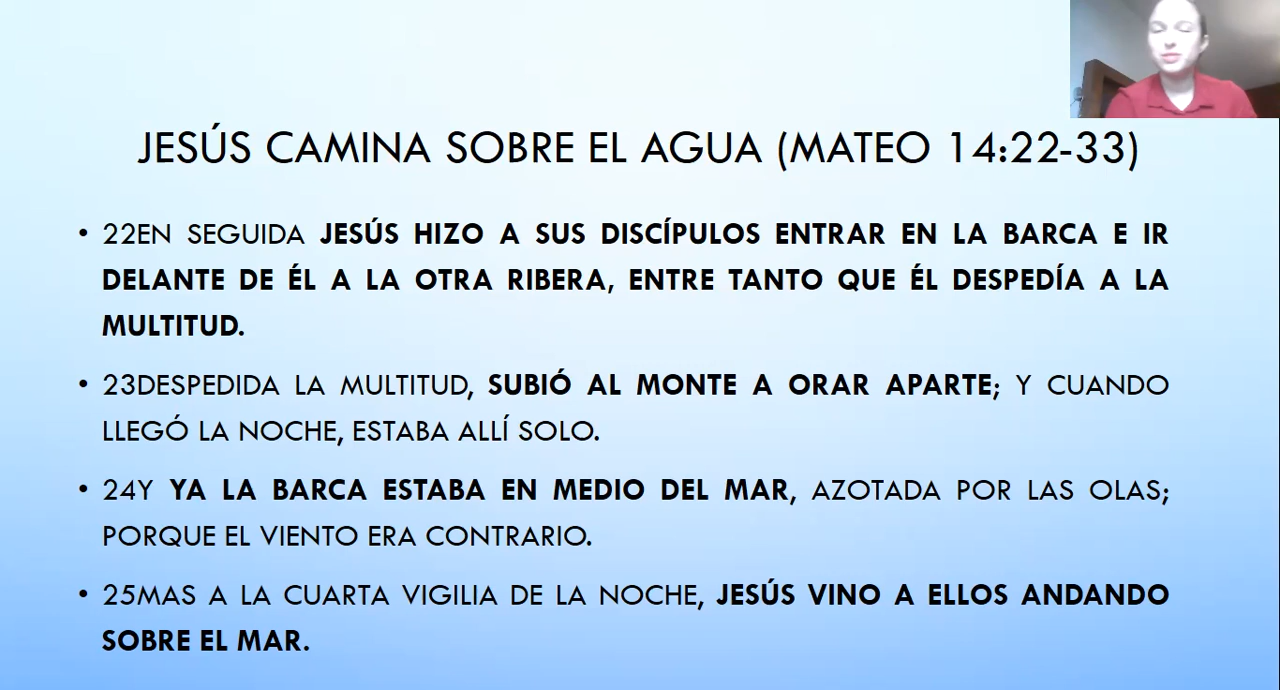 JESÚS CAMINA SOBRE EL AGUA (MATEO 14:22-33)
• 22EN SEGUIDA JESÚS HIZO A SUS DISCÍPULOS ENTRAR EN LA BARCA E IR
DELANTE DE ÉL A LA OTRA RIBERA, ENTRE TANTO QUE ÉL DESPEDÍA A LA
MULTITUD.
• 23DESPEDIDA LA MULTITUD, SUBIÓ AL MONTE A ORAR APARTE; Y CUANDO
LLEGÓ LA NOCHE, ESTABA ALLÍ SOLO.
• 24Y YA LA BARCA ESTABA EN MEDIO DEL MAR, AZOTADA POR LAS OLAS;
PORQUE EL VIENTO ERA CONTRARIO.
• 25MAS A LA CUARTA VIGILIA DE LA NOCHE, JESÚS VINO A ELLOS ANDANDO
SOBRE EL MAR.